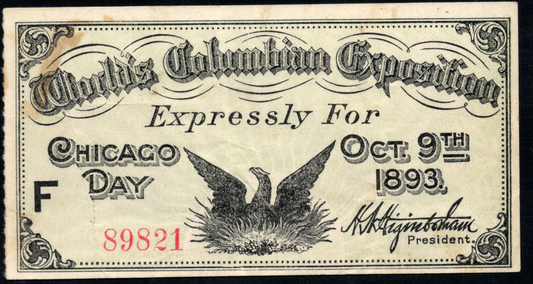 World's Columbian Exposition
Expressly For
Chicago Day
Oct. 9TH 1893.
F
89821
H.N. Higinbotham
President.